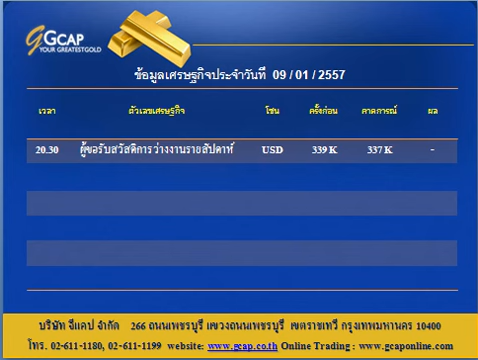 GCAP
YOUR GREATESTGOLD
ข้อมูลเศรษฐกิจประจำวันที่ 09 / 01 / 2557
เวลา ตัวเลขเศรษฐกิจ โซน ครั้งก่อน คาดการณ์ ผล
20.30 ผู้ขอรับสวัสดิการว่างงานรายสัปดาห์ USD 339 K 337 K -
บริษัท จีแคป จำกัด 266 ถนนเพชรบุรี แขวงถนนเพชรบุรี เขตราชเทวี กรุงเทพมหานคร 10400
โทร. 02-611-1180, 02-611-1199 website: www.gcap.co.th Online Trading : www.gcaponline.com